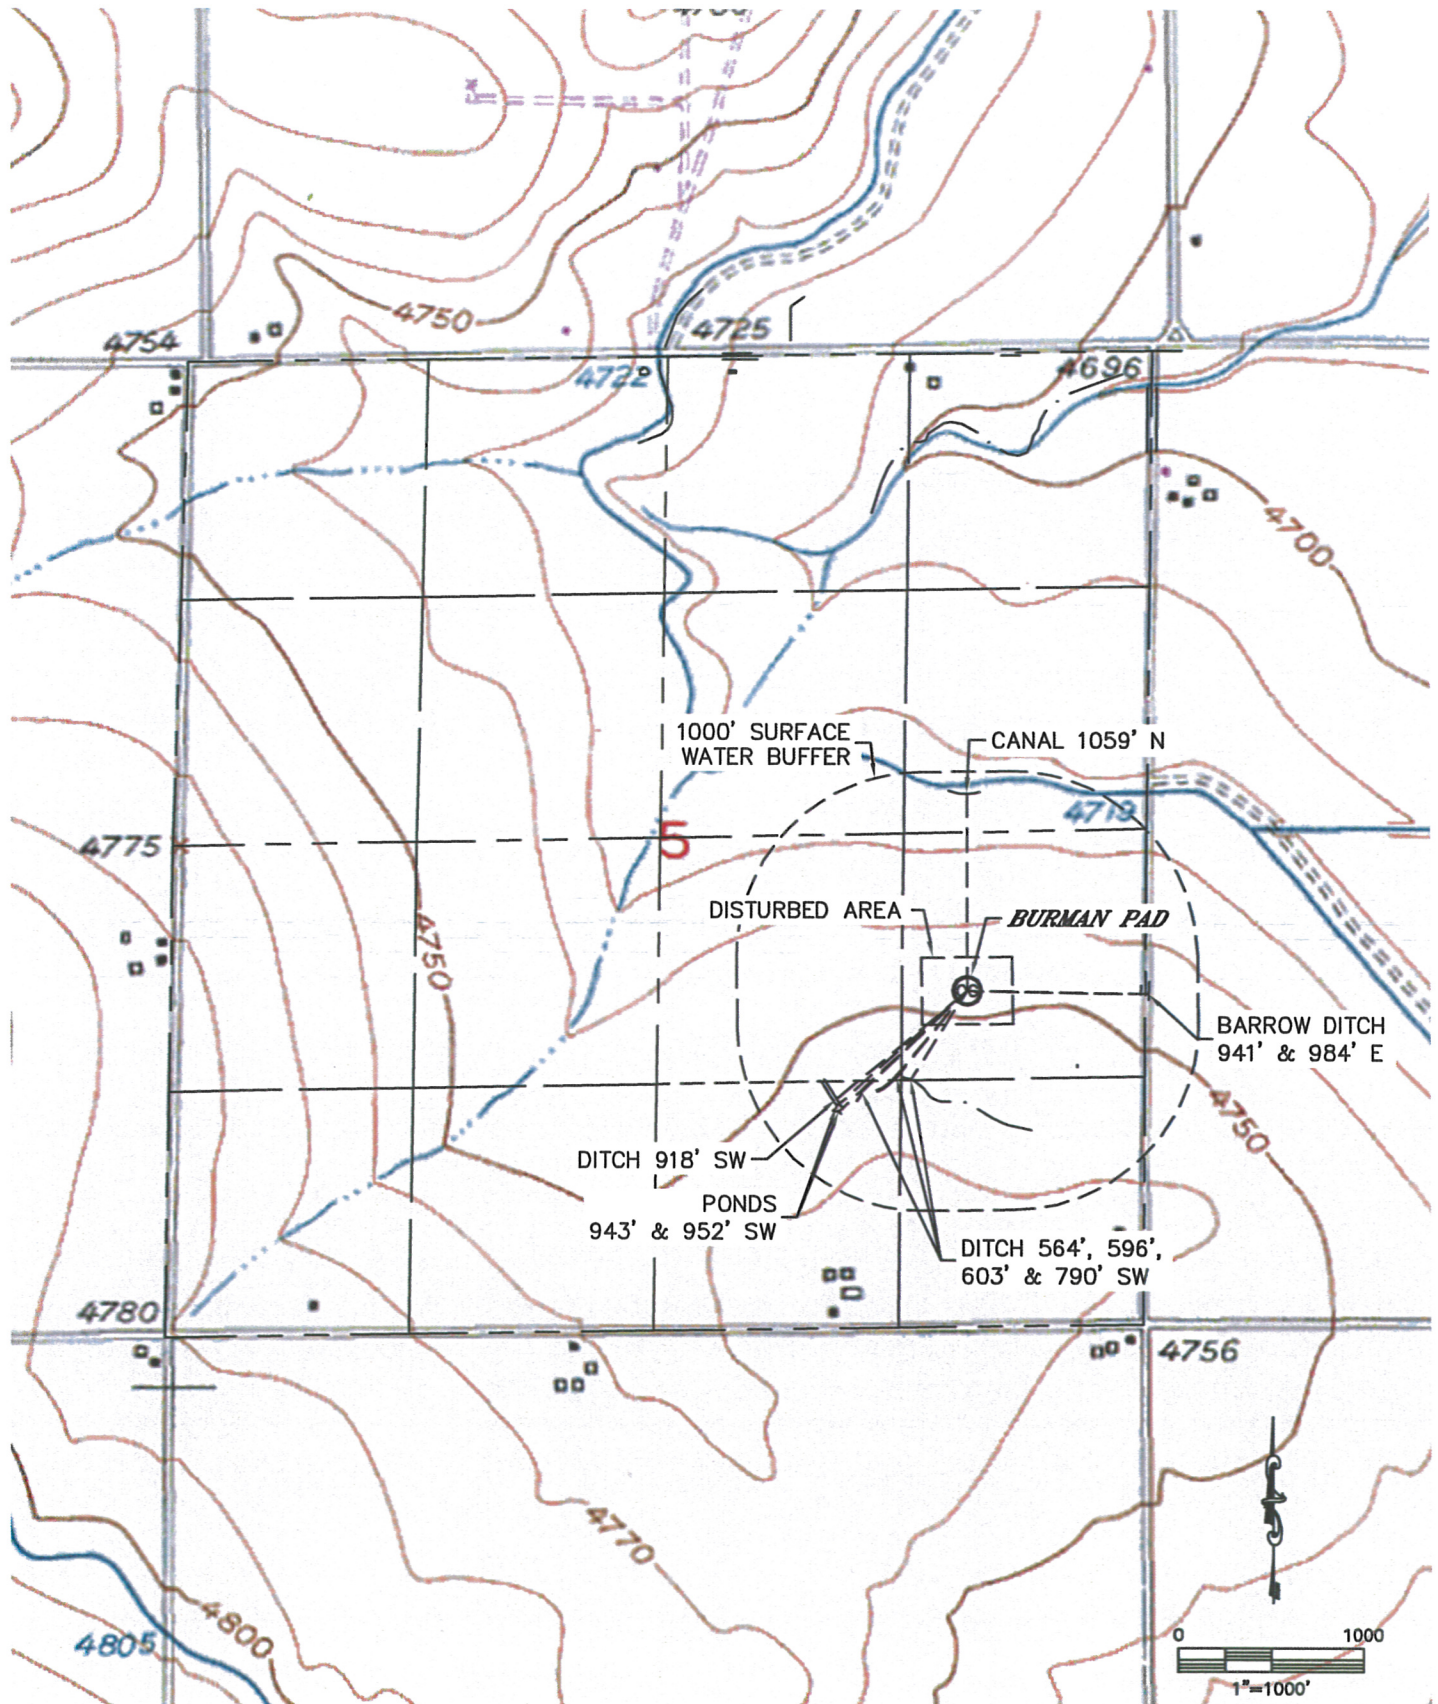 4750
4725
4754
4722
4696
4700
1000' SURFACE
WATER BUFFER
CANAL 1059' N
4719
4775
5
DISTURBED AREA
BURMAN PAD
4750
BARROW DITCH
941' & 984' E
4750
DITCH 918' SW
PONDS
943' & 952' SW
DITCH 564', 596',
603' & 790' SW
4780
4756
4770
4800
4805
0 1000
1"=1000'